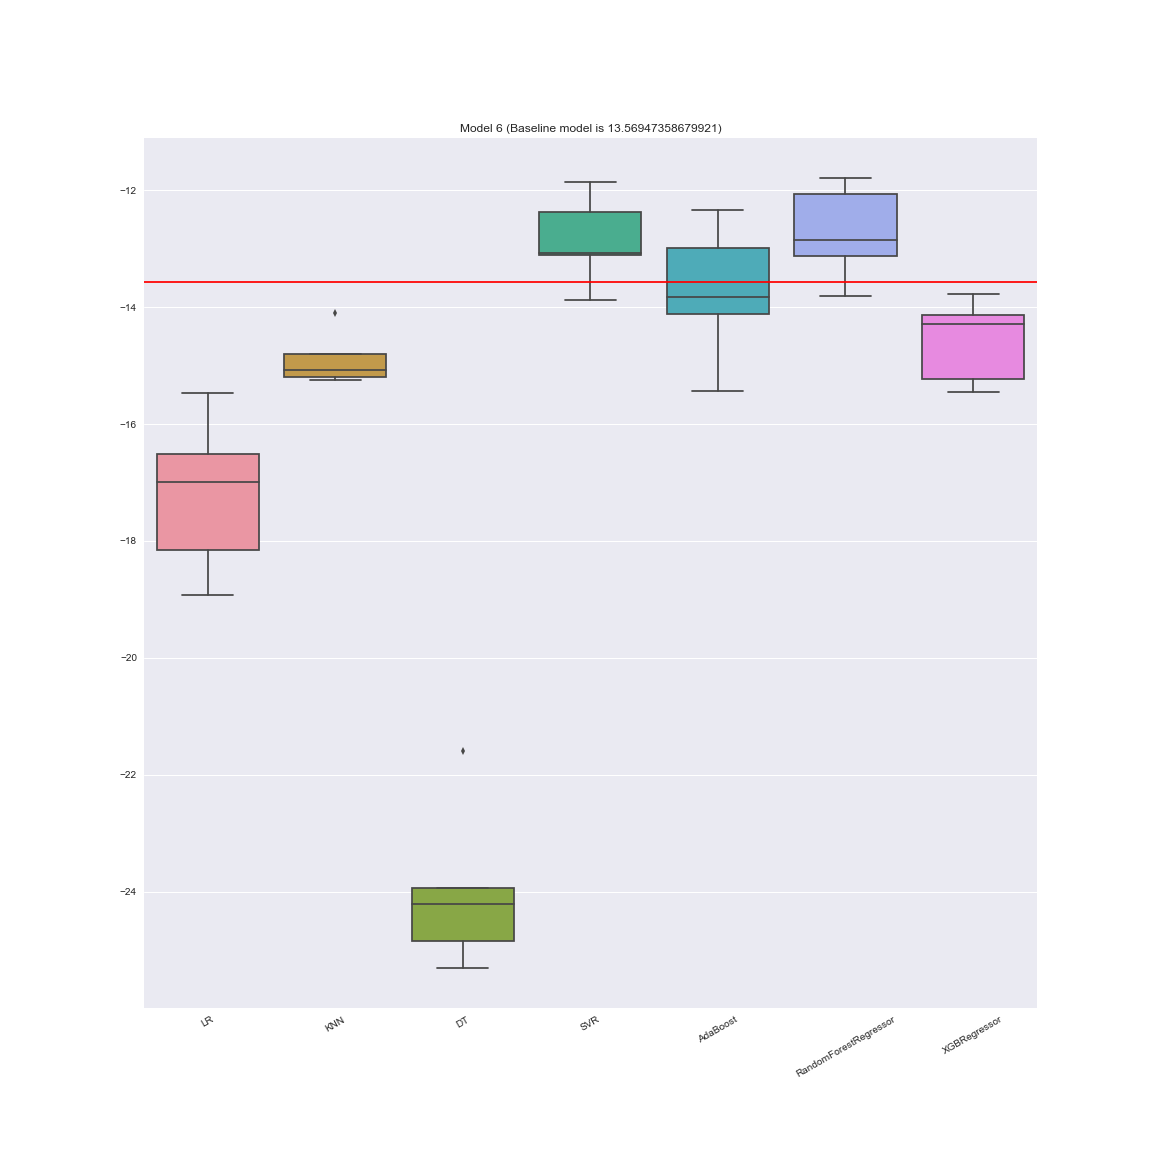 Model 6 (Baseline model is 13.56947358679921)
−12
−14
−16
−18
−20
−22
−24
LR
KNN
DT
SVR
AdaBoost
RandomForestRegressor
XGBRegressor